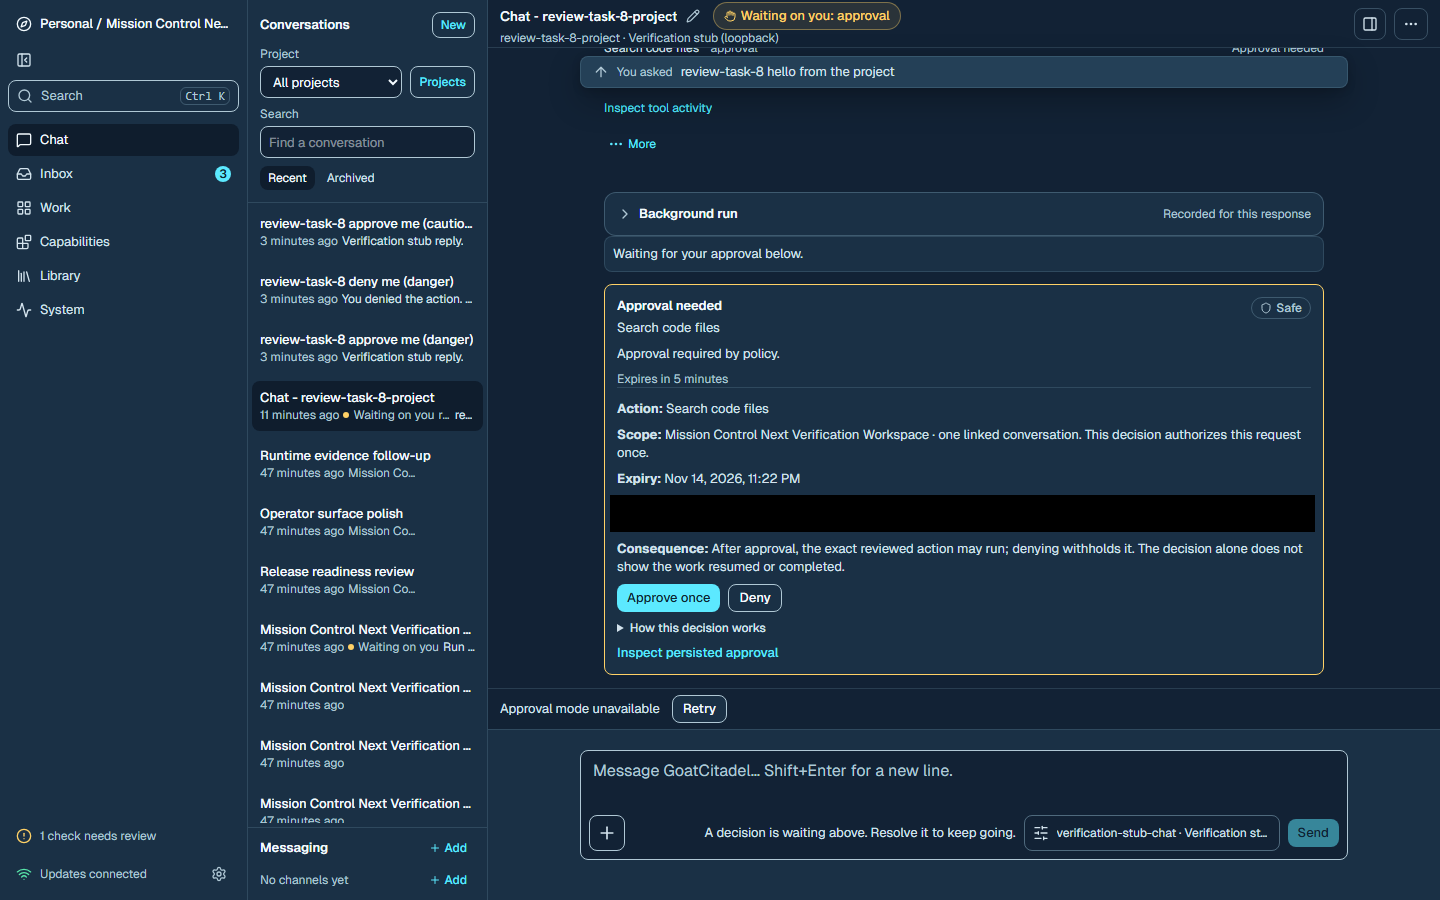 Personal / Mission Control Ne...
Search
Ctrl K
Chat
Inbox
3
Work
Capabilities
Library
System
1 check needs review
Updates connected
Conversations
New
Project
All projects
Projects
Search
Find a conversation
Recent
Archived
review-task-8 approve me (cautio...
3 minutes ago Verification stub reply.
review-task-8 deny me (danger)
3 minutes ago You denied the action. ...
review-task-8 approve me (danger)
3 minutes ago Verification stub reply.
Chat - review-task-8-project
11 minutes ago Waiting on you r... re...
Runtime evidence follow-up
47 minutes ago Mission Co...
Operator surface polish
47 minutes ago Mission Co...
Release readiness review
47 minutes ago Mission Co...
Mission Control Next Verification ...
47 minutes ago Waiting on you Run ...
Mission Control Next Verification ...
47 minutes ago
Mission Control Next Verification ...
47 minutes ago
Mission Control Next Verification ...
47 minutes ago
Messaging
+ Add
No channels yet
+ Add
Chat - review-task-8-project
Waiting on you: approval
review-task-8-project · Verification stub (loopback)
Search code files approval
Approval needed
You asked review-task-8 hello from the project
Inspect tool activity
... More
Background run
Recorded for this response
Waiting for your approval below.
Approval needed
Safe
Search code files
Approval required by policy.
Expires in 5 minutes
Action: Search code files
Scope: Mission Control Next Verification Workspace · one linked conversation. This decision authorizes this request
once.
Expiry: Nov 14, 2026, 11:22 PM
Consequence: After approval, the exact reviewed action may run; denying withholds it. The decision alone does not
show the work resumed or completed.
Approve once
Deny
How this decision works
Inspect persisted approval
Approval mode unavailable
Retry
Message GoatCitadel... Shift+Enter for a new line.
A decision is waiting above. Resolve it to keep going.
verification-stub-chat · Verification st...
Send